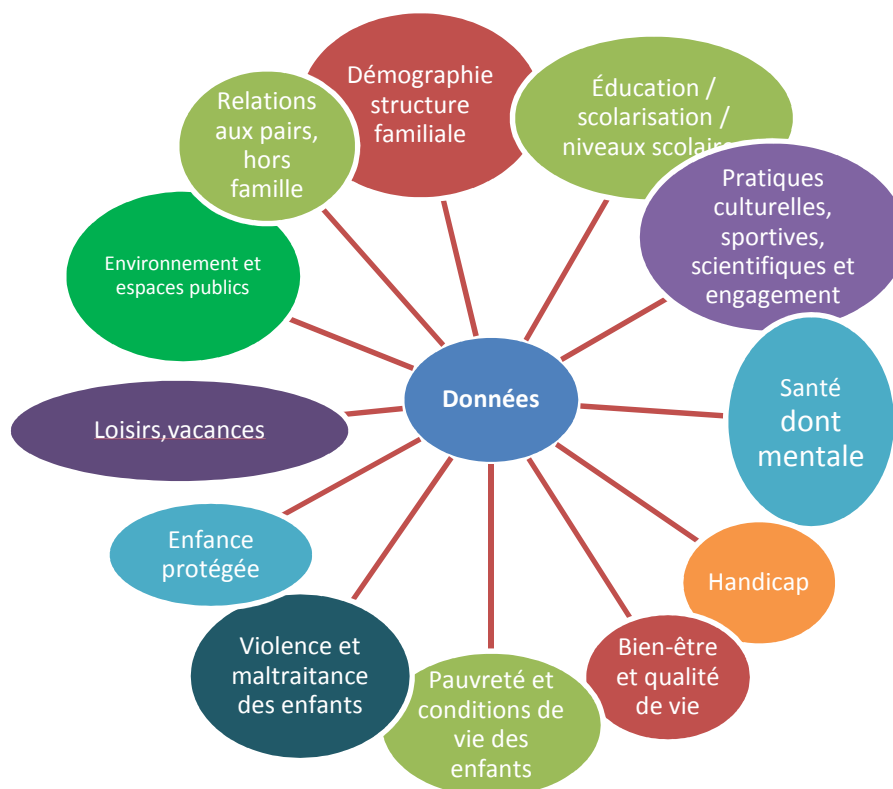 Démographie
structure
familiale
Éducation /
scolarisation /
niveaux scolaire
Pratiques
culturelles,
sportives,
scientifiques et
engagement
Santé
dont
mentale
Handicap
Bien-être
et qualité
de vie
Pauvreté et
conditions de
vie des
enfants
Violence et
maltraitance
des enfants
Enfance
protégée
Loisirs,vacances
Environnement et
espaces publics
Relations
aux pairs,
hors
famille
Données